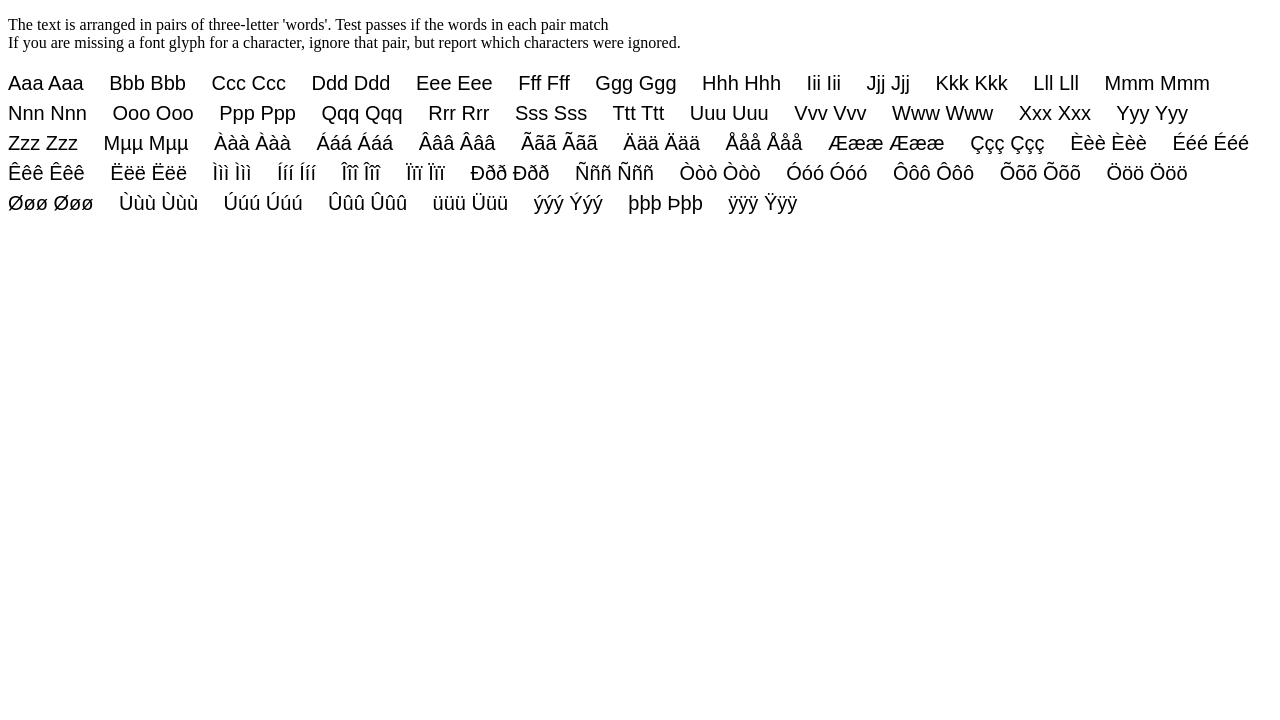 The text is arranged in pairs of three-letter 'words'. Test passes if the words in each pair match
If you are missing a font glyph for a character, ignore that pair, but report which characters were ignored.
Aaa Aaa Bbb Bbb Ccc Ccc Ddd Ddd Eee Eee Fff Fff Ggg Ggg Hhh Hhh Iii Iii Jjj Jjj Kkk Kkk Lll Lll Mmm Mmm
Nnn Nnn Ooo Ooo Ppp Ppp Qqq Qqq Rrr Rrr Sss Sss Ttt Ttt Uuu Uuu Vvv Vvv Www Www Xxx Xxx Yyy Yyy
Zzz Zzz Mµµ Mµµ Ààà Ààà Ááá Ááá Âââ Âââ Ããã Ããã Äää Äää Ååå Ååå Æææ Æææ Ççç Ççç Èèè Èèè Ééé Ééé
Êêê Êêê Ëëë Ëëë Ììì Ììì Ííí Ííí Îîî Îîî Ïïï Ïïï Ððð Ððð Ñññ Ñññ Òòò Òòò Óóó Óóó Ôôô Ôôô Õõõ Õõõ Ööö Ööö
Øøø Øøø Ùùù Ùùù Úúú Úúú Ûûû Ûûû üüü Üüü ýýý Ýýý þþþ Þþþ ÿÿÿ Ÿÿÿ